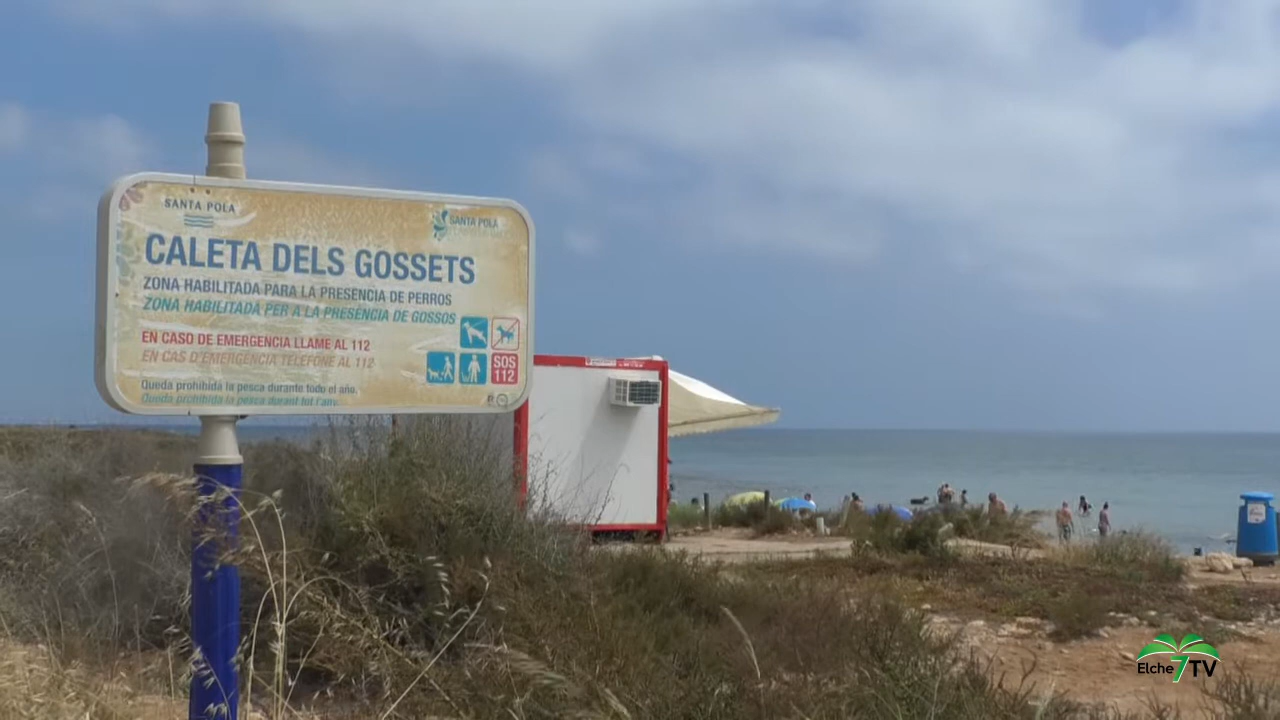 SANTA POLA
SANTA POLA
CALETA DELS GOSSETS
ZONA HABILITADA PARA LA PRESENCIA DE PERROS
ZONA HABILITADA PER A LA PRESÈNCIA DE GOSSOS
EN CASO DE EMERGENCIA LLAME AL 112
EN CAS D'EMERGÈNCIA TELEFONE AL 112
SOS
112
Queda prohibida la pesca durante todo el año.
Queda prohibida la pesca durant tot l'any.
Elche 7 TV